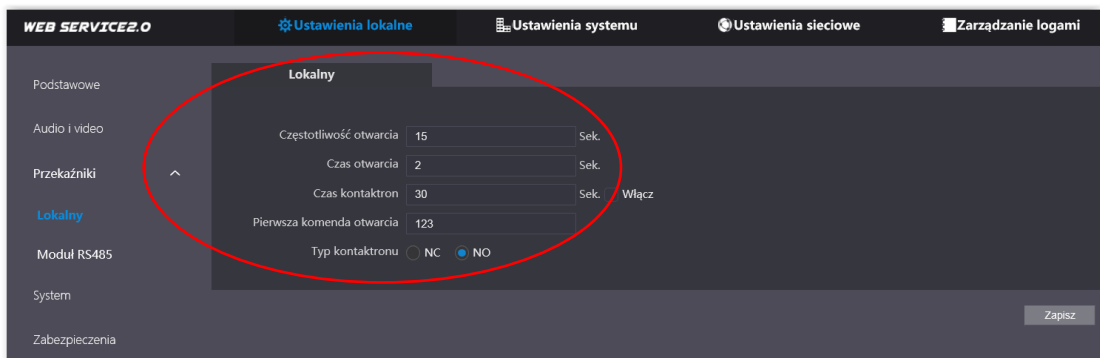 WEB SERVICE2.0 Ustawienia lokalne Ustawienia systemu Ustawienia sieciowe Zarządzanie logami
Lokalny
Podstawowe
Audio i video
Przekaźniki
Lokalny
Moduł RS485
System
Zabezpieczenia
Częstotliwość otwarcia 15 Sek.
Czas otwarcia 2 Sek.
Czas kontaktron 30 Sek. Włącz
Pierwsza komenda otwarcia 123
Typ kontaktronu NC NO
Zapisz